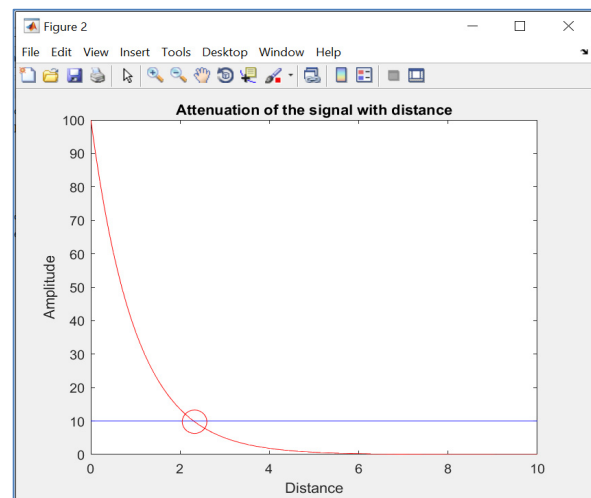 Figure 2
File Edit View Insert Tools Desktop Window Help
Attenuation of the signal with distance
100
90
80
70
60
50
40
30
20
10
0
Amplitude
0 2 4 6 8 10
Distance